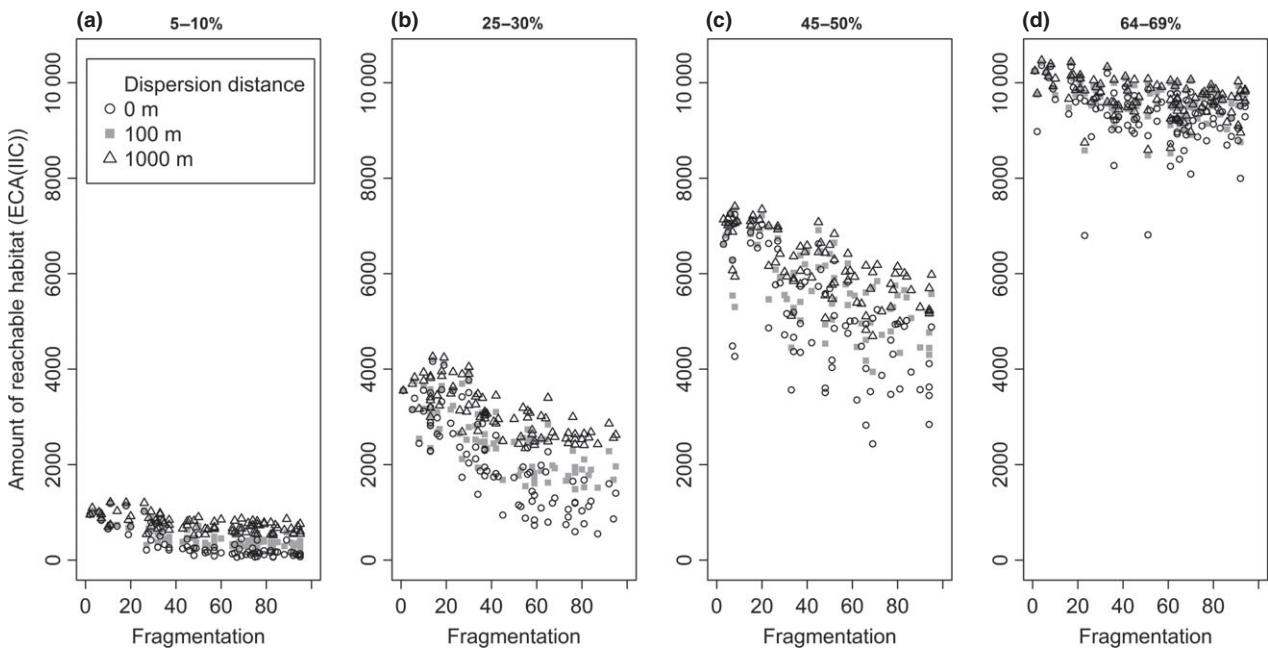 (a) 5–10%
(b) 25–30%
(c) 45–50%
(d) 64–69%
Amount of reachable habitat (ECA(IIC))
0 2000 4000 6000 8000 10 000
Dispersion distance
0 m
100 m
1000 m
0 20 40 60 80
Fragmentation
0 2000 4000 6000 8000 10 000
0 20 40 60 80
Fragmentation
0 2000 4000 6000 8000 10 000
0 20 40 60 80
Fragmentation
0 2000 4000 6000 8000 10 000
0 20 40 60 80
Fragmentation